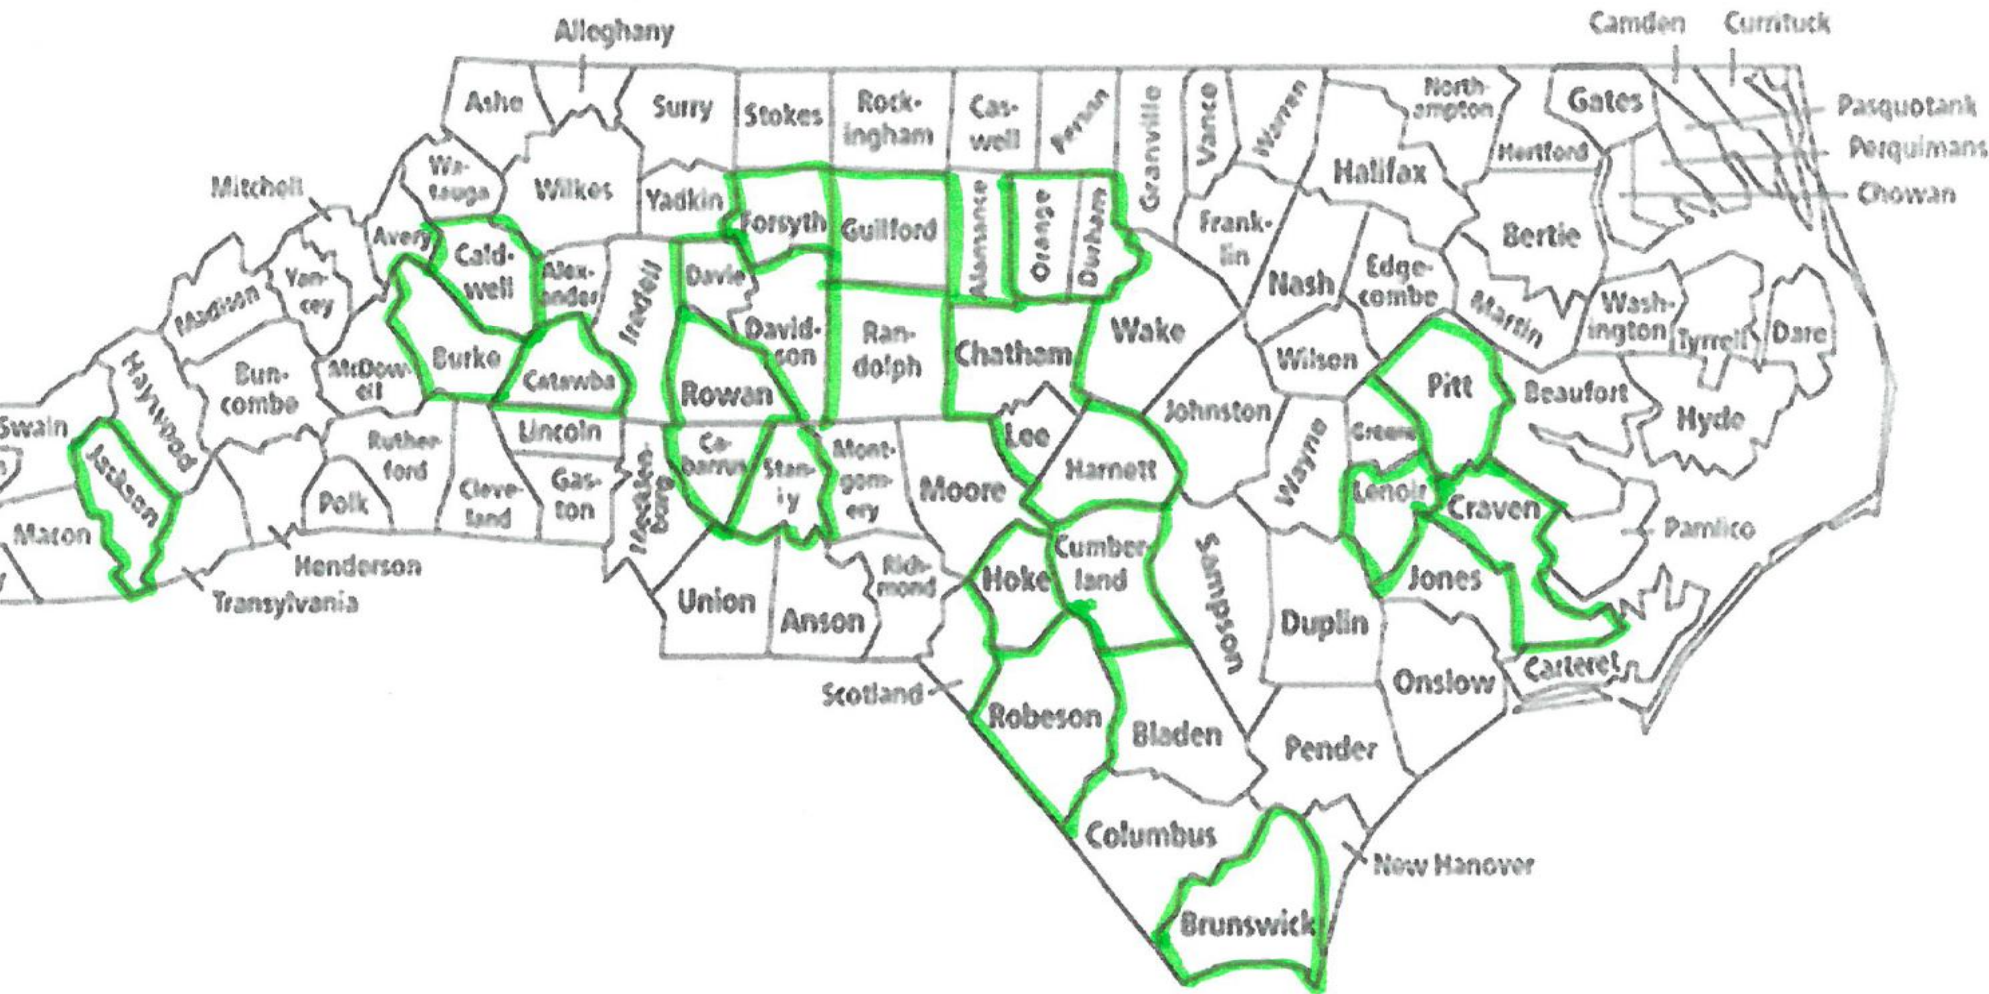 Alleghany
Camden
Currituck
Ashe
Surry
Stokes
Rock-
ingham
Cas-
well
Person
Granville
Vance
Warren
North-
ampton
Gates
Pasquotank
Perquimans
Chowan
Hertford
Halifax
Mitchell
Wa-
tauga
Wilkes
Yadkin
Forsyth
Guilford
Alamance
Orange
Durham
Frank-
lin
Nash
Edge-
combe
Bertie
Martin
Wash-
ington
Tyrrell
Dare
Avery
Cald-
well
Alex-
ander
Iredell
Davie
David-
son
Ran-
dolph
Chatham
Wake
Wilson
Madison
Yan-
cey
Burke
Catawba
Rowan
Johnston
Pitt
Beaufort
Hyde
Haywood
Bun-
combe
McDow-
ell
Swain
Jackson
Macon
Ruther-
ford
Polk
Cleve-
land
Lincoln
Gas-
ton
Mecklen-
burg
Ca-
barrus
Stan-
ly
Mont-
gom-
ery
Moore
Lee
Harnett
Wayne
Greene
Lenoir
Craven
Pamlico
Henderson
Transylvania
Union
Anson
Rich-
mond
Hoke
Cumber-
land
Sampson
Duplin
Jones
Onslow
Carteret
Scotland
Robeson
Bladen
Pender
Columbus
New Hanover
Brunswick